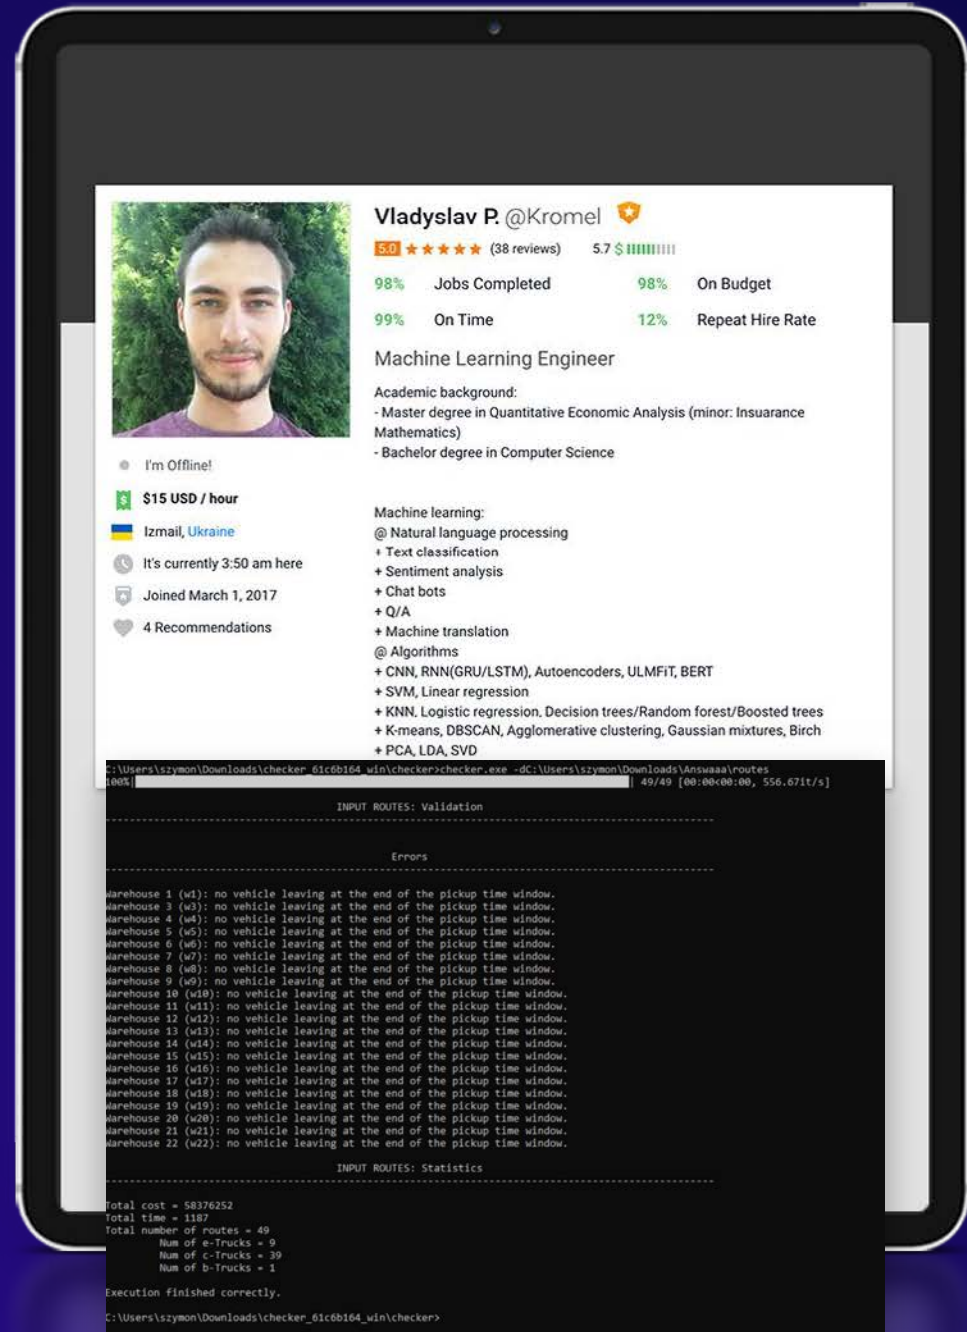 Vladyslav P. @Kromel
5.0 (38 reviews) 5.7 $
98% Jobs Completed 98% On Budget
99% On Time 12% Repeat Hire Rate
Machine Learning Engineer
Academic background:
- Master degree in Quantitative Economic Analysis (minor: Insuarance
Mathematics)
- Bachelor degree in Computer Science
I'm Offline!
$ $15 USD / hour
Izmail, Ukraine
It's currently 3:50 am here
Joined March 1, 2017
4 Recommendations
Machine learning:
@ Natural language processing
+ Text classification
+ Sentiment analysis
+ Chat bots
+ Q/A
+ Machine translation
@ Algorithms
+ CNN, RNN(GRU/LSTM), Autoencoders, ULMFiT, BERT
+ SVM, Linear regression
+ KNN, Logistic regression, Decision trees/Random forest/Boosted trees
+ K-means, DBSCAN, Agglomerative clustering, Gaussian mixtures, Birch
+ PCA, LDA, SVD
C:\Users\szymon\Downloads\checker_61c6b164_win\checker>checker.exe -dC:\Users\szymon\Downloads\Answaaa\routes
100%| | 49/49 [00:00<00:00, 556.67it/s]
INPUT ROUTES: Validation
--------------------------------------------------------------------------------
Errors
--------------------------------------------------------------------------------
Warehouse 1 (w1): no vehicle leaving at the end of the pickup time window.
Warehouse 3 (w3): no vehicle leaving at the end of the pickup time window.
Warehouse 4 (w4): no vehicle leaving at the end of the pickup time window.
Warehouse 5 (w5): no vehicle leaving at the end of the pickup time window.
Warehouse 6 (w6): no vehicle leaving at the end of the pickup time window.
Warehouse 7 (w7): no vehicle leaving at the end of the pickup time window.
Warehouse 8 (w8): no vehicle leaving at the end of the pickup time window.
Warehouse 9 (w9): no vehicle leaving at the end of the pickup time window.
Warehouse 10 (w10): no vehicle leaving at the end of the pickup time window.
Warehouse 11 (w11): no vehicle leaving at the end of the pickup time window.
Warehouse 12 (w12): no vehicle leaving at the end of the pickup time window.
Warehouse 13 (w13): no vehicle leaving at the end of the pickup time window.
Warehouse 14 (w14): no vehicle leaving at the end of the pickup time window.
Warehouse 15 (w15): no vehicle leaving at the end of the pickup time window.
Warehouse 16 (w16): no vehicle leaving at the end of the pickup time window.
Warehouse 17 (w17): no vehicle leaving at the end of the pickup time window.
Warehouse 18 (w18): no vehicle leaving at the end of the pickup time window.
Warehouse 19 (w19): no vehicle leaving at the end of the pickup time window.
Warehouse 20 (w20): no vehicle leaving at the end of the pickup time window.
Warehouse 21 (w21): no vehicle leaving at the end of the pickup time window.
Warehouse 22 (w22): no vehicle leaving at the end of the pickup time window.
INPUT ROUTES: Statistics
--------------------------------------------------------------------------------
Total cost = 58376252
Total time = 1187
Total number of routes = 49
Num of e-Trucks = 9
Num of c-Trucks = 39
Num of b-Trucks = 1
Execution finished correctly.
C:\Users\szymon\Downloads\checker_61c6b164_win\checker>